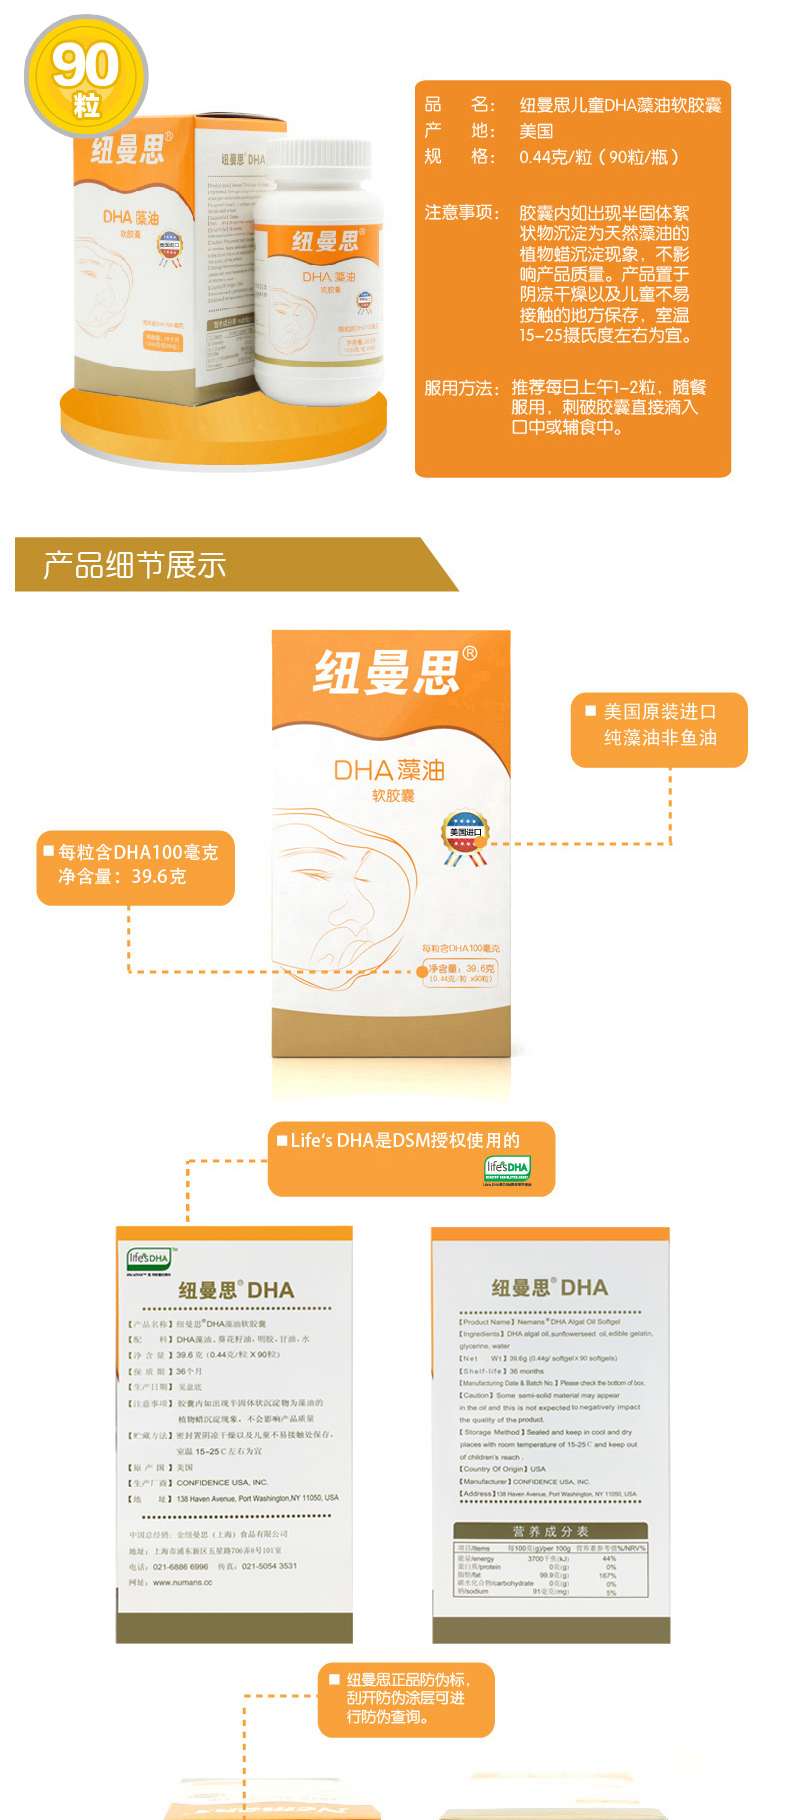 90
粒
纽曼思®
DHA 藻油
软胶囊
美国进口
纽曼思® DHA
纽曼思®
DHA 藻油
软胶囊
品 名： 纽曼思儿童DHA藻油软胶囊
产 地： 美国
规 格： 0.44克/粒（90粒/瓶）
注意事项： 胶囊内如出现半固体絮
状物沉淀为天然藻油的
植物蜡沉淀现象，不影
响产品质量。产品置于
阴凉干燥以及儿童不易
接触的地方保存，室温
15-25摄氏度左右为宜。
服用方法： 推荐每日上午1-2粒，随餐
服用，刺破胶囊直接滴入
口中或辅食中。
产品细节展示
纽曼思®
DHA 藻油
软胶囊
美国进口
每粒含DHA100毫克
净含量：39.6克
(0.44克/粒 x90粒)
美国原装进口
纯藻油非鱼油
每粒含DHA100毫克
净含量：39.6克
Life's DHA是DSM授权使用的
life'sDHA
life'sDHA™
纽曼思® DHA
【产品名称】纽曼思®DHA藻油软胶囊
【配 料】DHA藻油、葵花籽油、明胶、甘油、水
【净 含 量】39.6 克 (0.44克/粒 X 90粒)
【保 质 期】36个月
【生产日期】见盒底
【注意事项】胶囊内如出现半固体状沉淀物为藻油的
植物蜡沉淀现象，不会影响产品质量
【贮藏方法】密封置阴凉干燥以及儿童不易接触处保存，
室温 15-25℃左右为宜
【原 产 国】美国
【生产厂商】CONFIDENCE USA, INC.
【地 址】138 Haven Avenue, Port Washington,NY 11050, USA
中国总经销：金纽曼思（上海）食品有限公司
地址：上海市浦东新区五星路706弄8号101室
电话：021-6886 6996 传真：021-5054 3531
网址：www.numans.cc
纽曼思® DHA
【Product Name】Nemans® DHA Algal Oil Softgel
【Ingredients】DHA algal oil, sunflowerseed oil, edible gelatin,
glycerine, water
【Net Wt】39.6g (0.44g/ softgel x 90 softgels)
【Shelf-life】36 months
【Manufacturing Date & Batch No.】Please check the bottom of box.
【Caution】Some semi-solid material may appear
in the oil and this is not expected to negatively impact
the quality of the product.
【Storage Method】Sealed and keep in cool and dry
places with room temperature of 15-25℃ and keep out
of children's reach .
【Country Of Origin】USA
【Manufacturer】CONFIDENCE USA, INC.
【Address】138 Haven Avenue, Port Washington, NY 11050, USA
营养成分表
项目/Items 每100克(g)/per 100g 营养素参考值%/NRV%
能量/energy 3700千焦(kJ) 44%
蛋白质/protein 0克(g) 0%
脂肪/fat 99.9克(g) 167%
碳水化合物/carbohydrate 0克(g) 0%
钠/sodium 91毫克(mg) 5%
纽曼思正品防伪标，
刮开防伪涂层可进
行防伪查询。